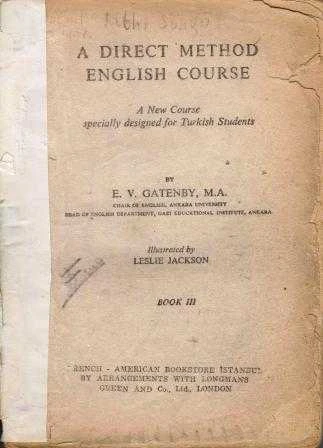 A DIRECT METHOD
ENGLISH COURSE
A New Course
specially designed for Turkish Students
BY
E. V. GATENBY, M.A.
CHAIR OF ENGLISH, ANKARA UNIVERSITY
HEAD OF ENGLISH DEPARTMENT, GAZI EDUCATIONAL INSTITUTE, ANKARA
Illustrated by
LESLIE JACKSON
BOOK III
RENCH - AMERICAN BOOKSTORE İSTANBUL
BY ARRANGEMENTS WITH LONGMANS
GREEN AND Co., Ltd., LONDON